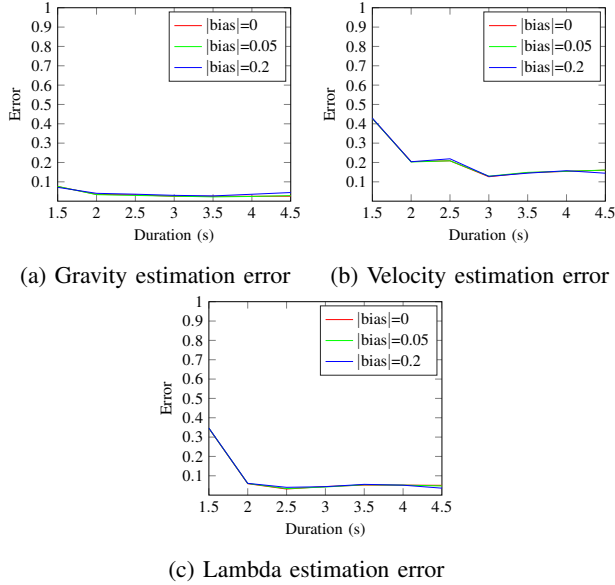 1
0.9
0.8
0.7
0.6
0.5
0.4
0.3
0.2
0.1
Error
|bias|=0
|bias|=0.05
|bias|=0.2
1.5 2 2.5 3 3.5 4 4.5
Duration (s)
(a) Gravity estimation error
1
0.9
0.8
0.7
0.6
0.5
0.4
0.3
0.2
0.1
Error
|bias|=0
|bias|=0.05
|bias|=0.2
1.5 2 2.5 3 3.5 4 4.5
Duration (s)
(b) Velocity estimation error
1
0.9
0.8
0.7
0.6
0.5
0.4
0.3
0.2
0.1
Error
|bias|=0
|bias|=0.05
|bias|=0.2
1.5 2 2.5 3 3.5 4 4.5
Duration (s)
(c) Lambda estimation error